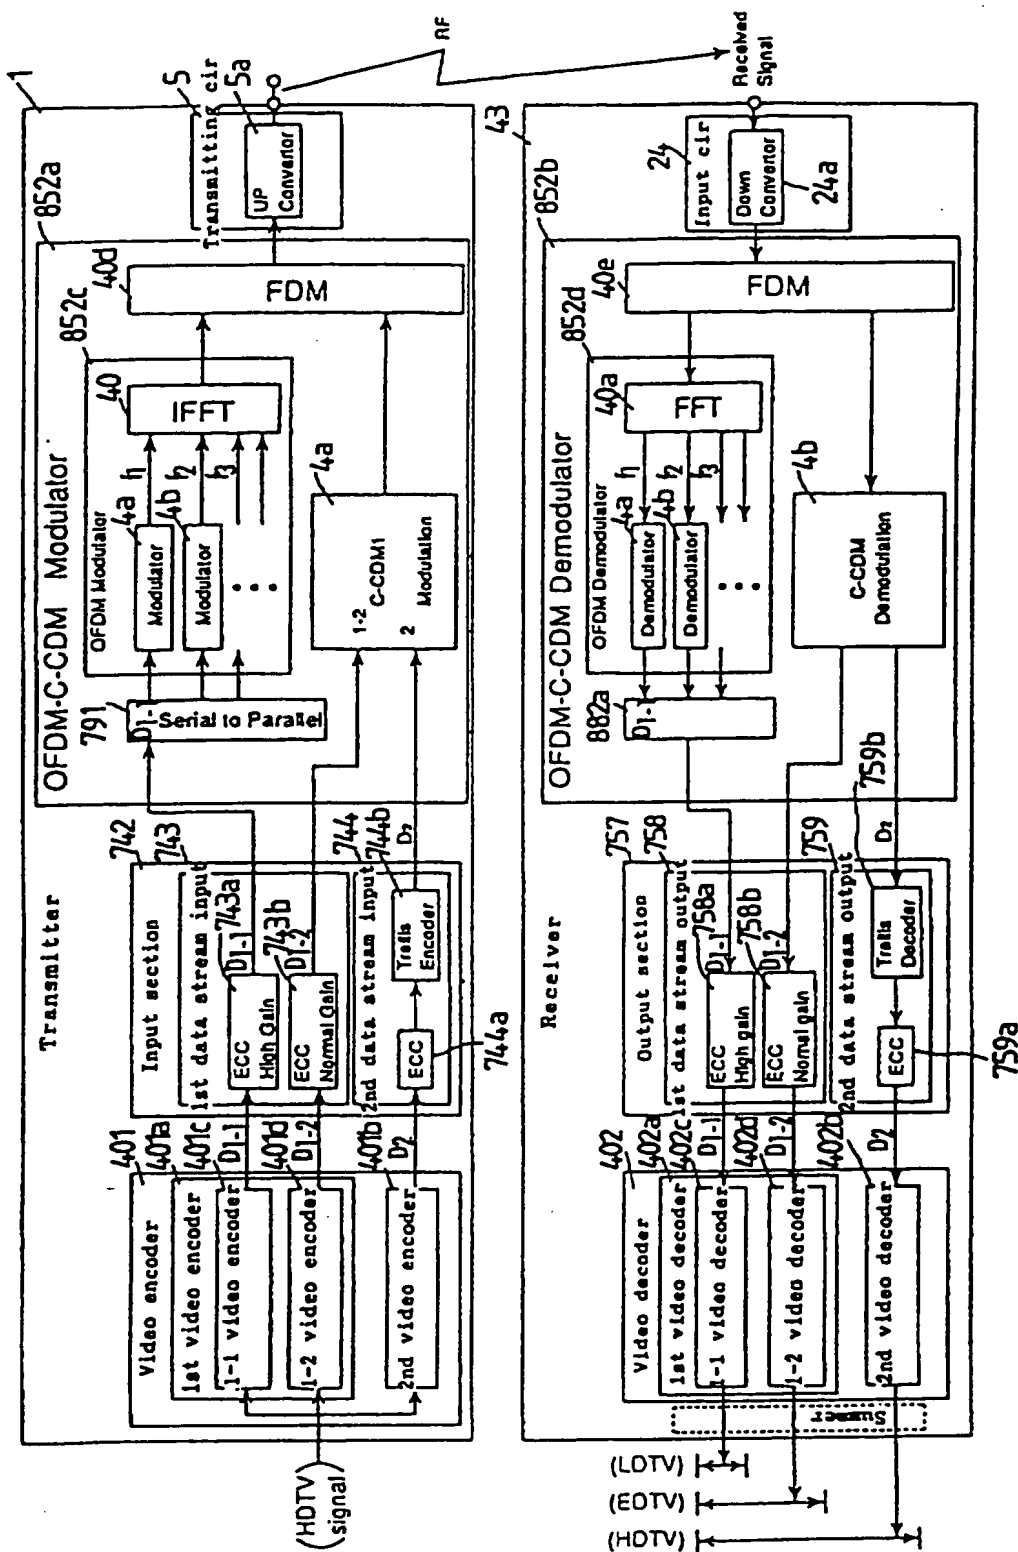 Transmitter
1
(HDTV signal)
401
Video encoder
401a
1st video encoder
401c
1-1 video encoder
D1-1
401d
1-2 video encoder
D1-2
401b
2nd video encoder
D2
742
Input section
743
1st data stream input
743a
ECC
High Gain
D1-1
743b
ECC
Normal Gain
D1-2
744
2nd data stream input
744b
ECC
Trellis
Encoder
744a
D2
852a
OFDM-C-CDM Modulator
791
D1-1
Serial to Parallel
852c
OFDM Modulator
4a
Modulator
f1
4b
Modulator
f2
f3
40
IFFT
4a
1-2
C-CDM1
2
Modulation
40d
FDM
5
Transmitting cir
5a
UP
Convertor
RF
Received
Signal
Receiver
43
24
Input cir
Down
Convertor
24a
852b
OFDM-C-CDM Demodulator
40e
FDM
852d
OFDM Demodulator
40a
FFT
4a
Demodulator
f1
4b
Demodulator
f2
f3
882a
D1-1
4b
C-CDM
Demodulation
D2
757
Output section
758
1st data stream output
758a
ECC
High gain
D1-1
758b
ECC
Normal gain
D1-2
759
2nd data stream output
759b
ECC
Trellis
Decoder
759a
402
Video decoder
402a
1st video decoder
402c
1-1 video decoder
D1-1
402d
1-2 video decoder
D1-2
402b
2nd video decoder
D2
Summer
(LDTV)
(EDTV)
(HDTV)